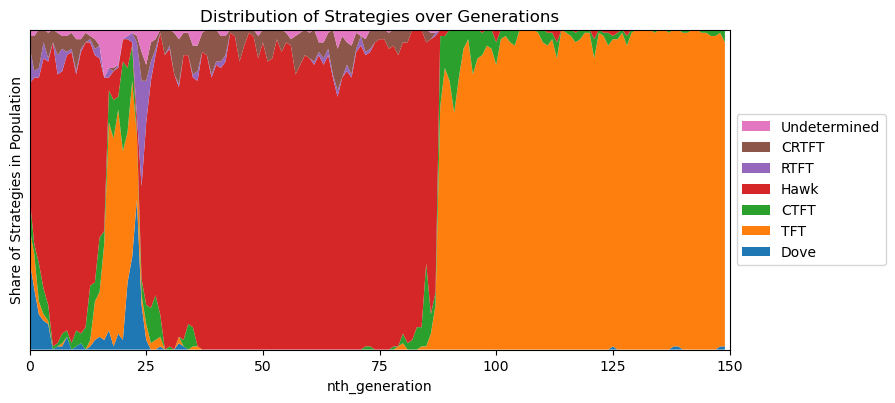 Distribution of Strategies over Generations
Share of Strategies in Population
Undetermined
CRTFT
RTFT
Hawk
CTFT
TFT
Dove
0 25 50 75 100 125 150
nth_generation